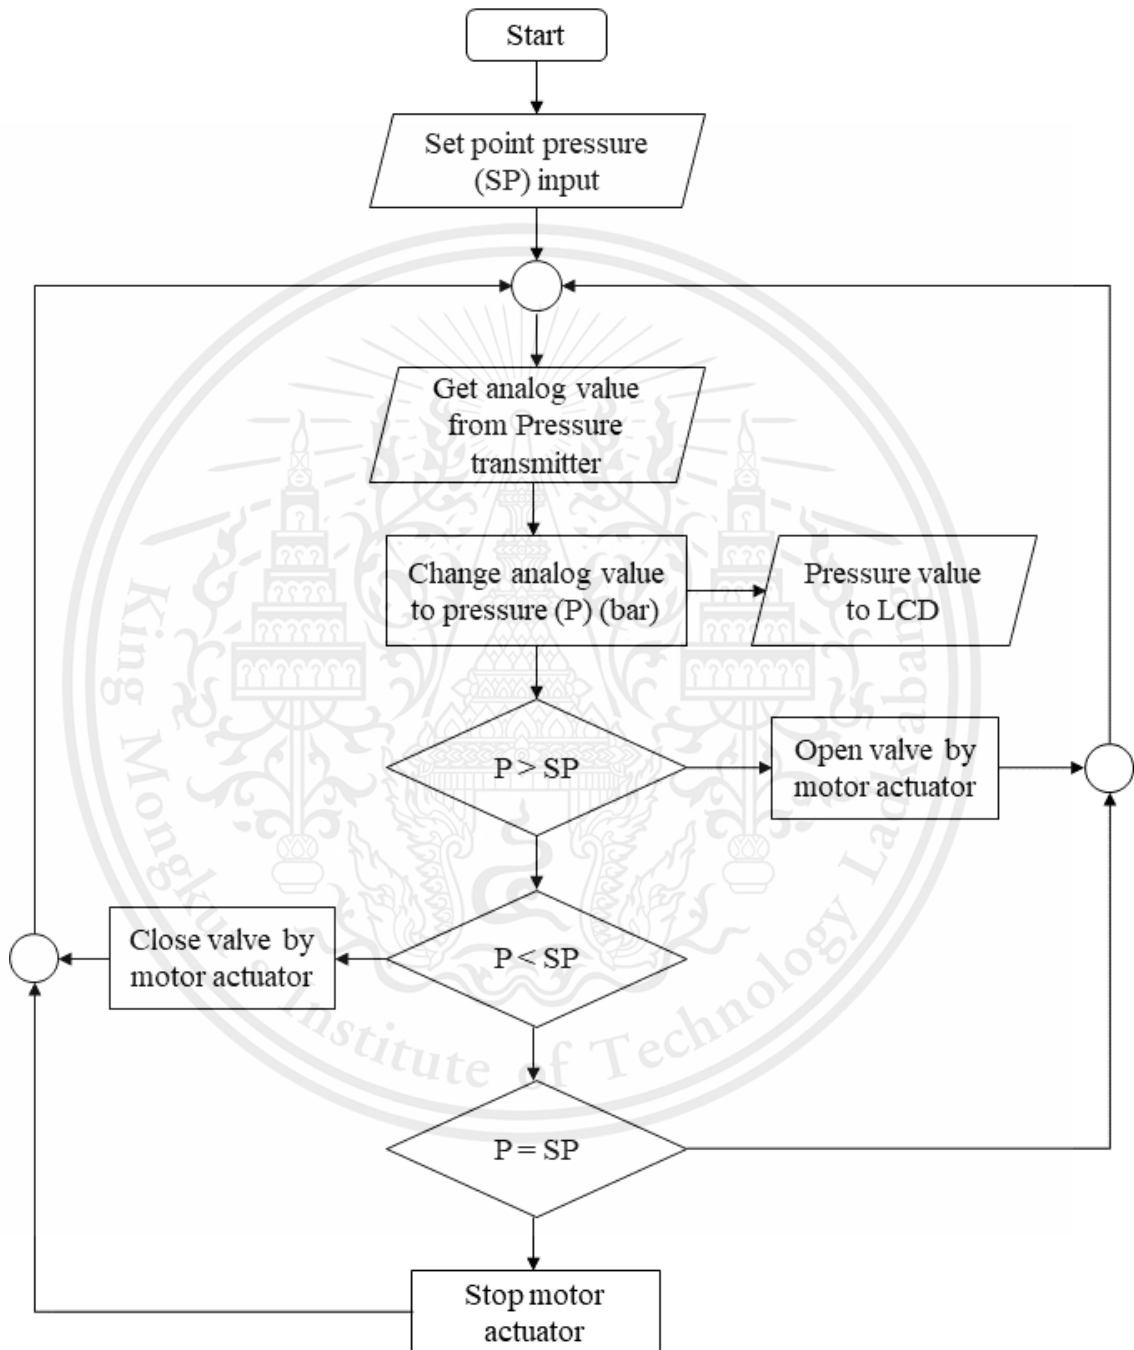 Start
Set point pressure
(SP) input
Get analog value
from Pressure
transmitter
Change analog value
to pressure (P) (bar)
Pressure value
to LCD
P > SP
Open valve by
motor actuator
P < SP
Close valve by
motor actuator
P = SP
Stop motor
actuator
King Mongkut's Institute of Technology Ladkrabang